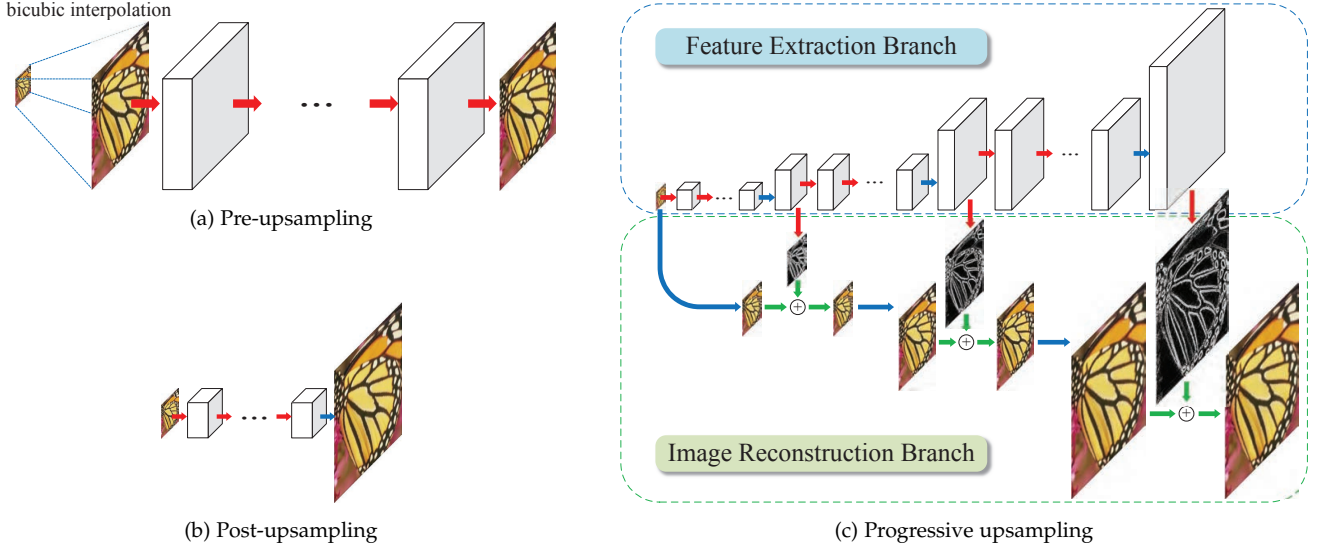 bicubic interpolation
(a) Pre-upsampling
(b) Post-upsampling
Feature Extraction Branch
Image Reconstruction Branch
(c) Progressive upsampling